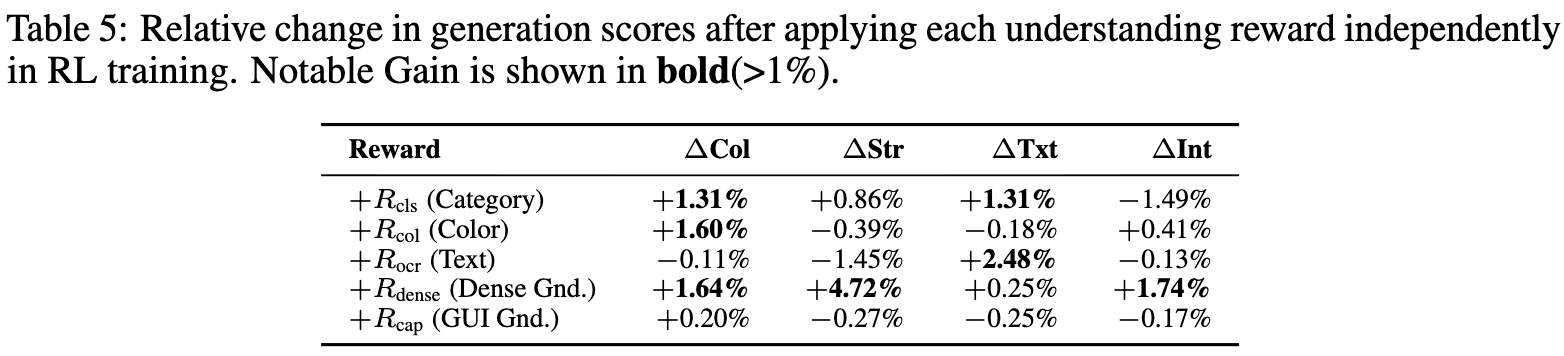 Table 5: Relative change in generation scores after applying each understanding reward independently
in RL training. Notable Gain is shown in bold(>1%).
Reward △Col △Str △Txt △Int
+Rcls (Category) +1.31% +0.86% +1.31% −1.49%
+Rcol (Color) +1.60% −0.39% −0.18% +0.41%
+Rocr (Text) −0.11% −1.45% +2.48% −0.13%
+Rdense (Dense Gnd.) +1.64% +4.72% +0.25% +1.74%
+Rcap (GUI Gnd.) +0.20% −0.27% −0.25% −0.17%